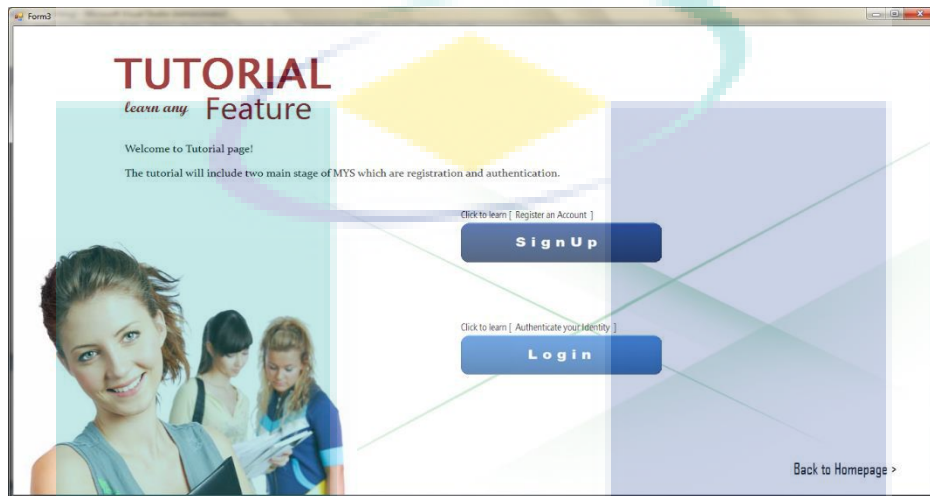 Form3
TUTORIAL
learn any Feature
Welcome to Tutorial page!
The tutorial will include two main stage of MYS which are registration and authentication.
Click to learn [ Register an Account ]
SignUp
Click to learn [ Authenticate your Identity ]
Login
Back to Homepage >